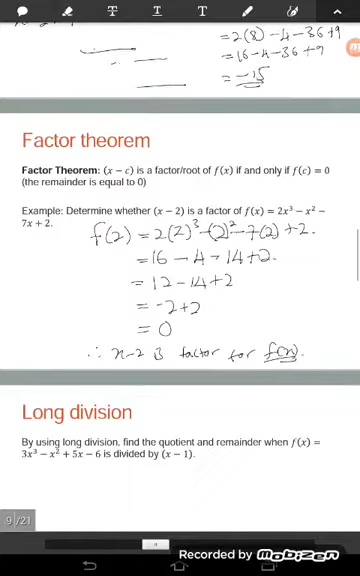 = 2(8) - 4 - 36 + 9
= 16 - 4 - 36 + 9
= -15
Factor theorem
Factor Theorem: (x − c) is a factor/root of f(x) if and only if f(c) = 0
(the remainder is equal to 0)
Example: Determine whether (x − 2) is a factor of f(x) = 2x³ − x² −
7x + 2.
f(2) = 2(2)³ - (2)² - 7(2) + 2.
= 16 - 4 - 14 + 2.
= 12 - 14 + 2
= -2 + 2
= 0
∴ x-2 is factor for f(x).
Long division
By using long division, find the quotient and remainder when f(x) =
3x³ − x² + 5x − 6 is divided by (x − 1).
9 / 21
Recorded by Mobizen